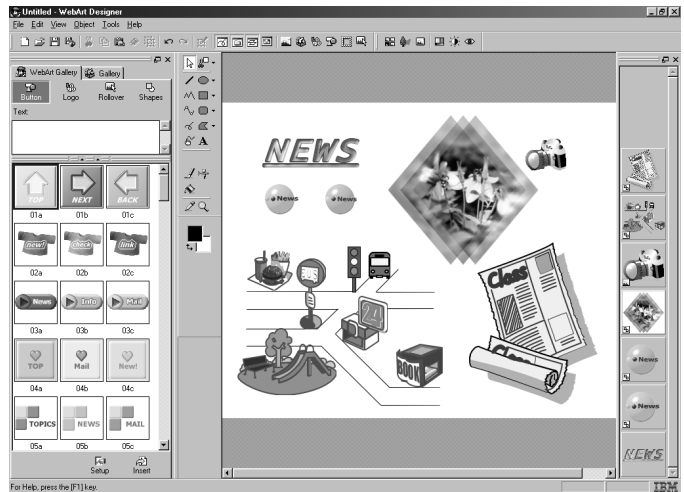 Untitled - WebArt Designer
File Edit View Object Tools Help
WebArt Gallery Gallery
Button Logo Rollover Shapes
Text:
TOP NEXT BACK
01a 01b 01c
new! check link
02a 02b 02c
News Info Mail
03a 03b 03c
TOP Mail New!
04a 04b 04c
TOPICS NEWS MAIL
05a 05b 05c
Setup Insert
A
NEWS
News News
24
BOOK
Class
Class
News
News
NEWS
For Help, press the [F1] key.
IBM